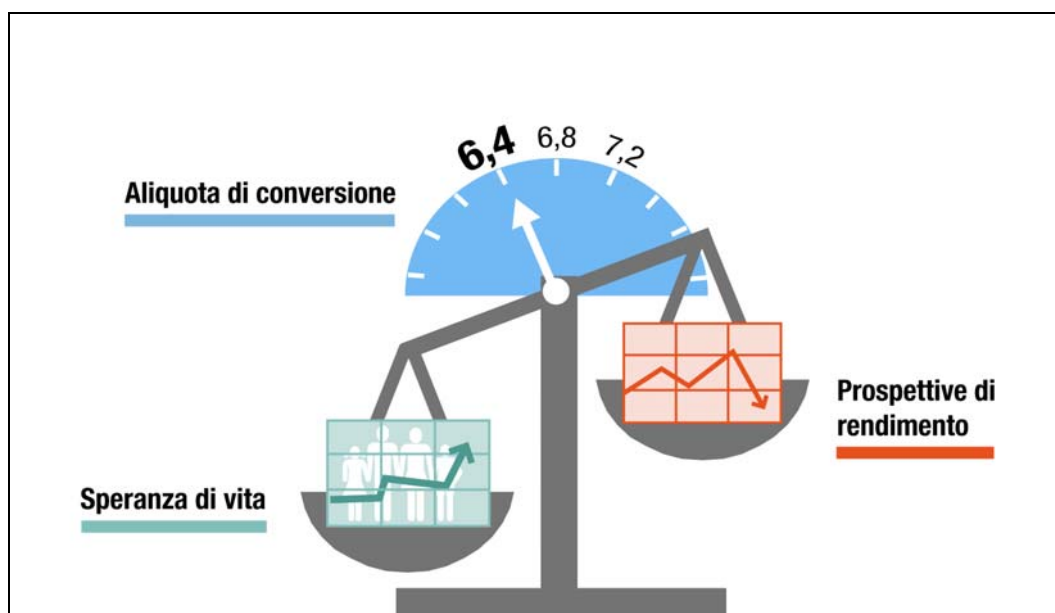 6,4 6,8 7,2
Aliquota di conversione
Prospettive di
rendimento
Speranza di vita